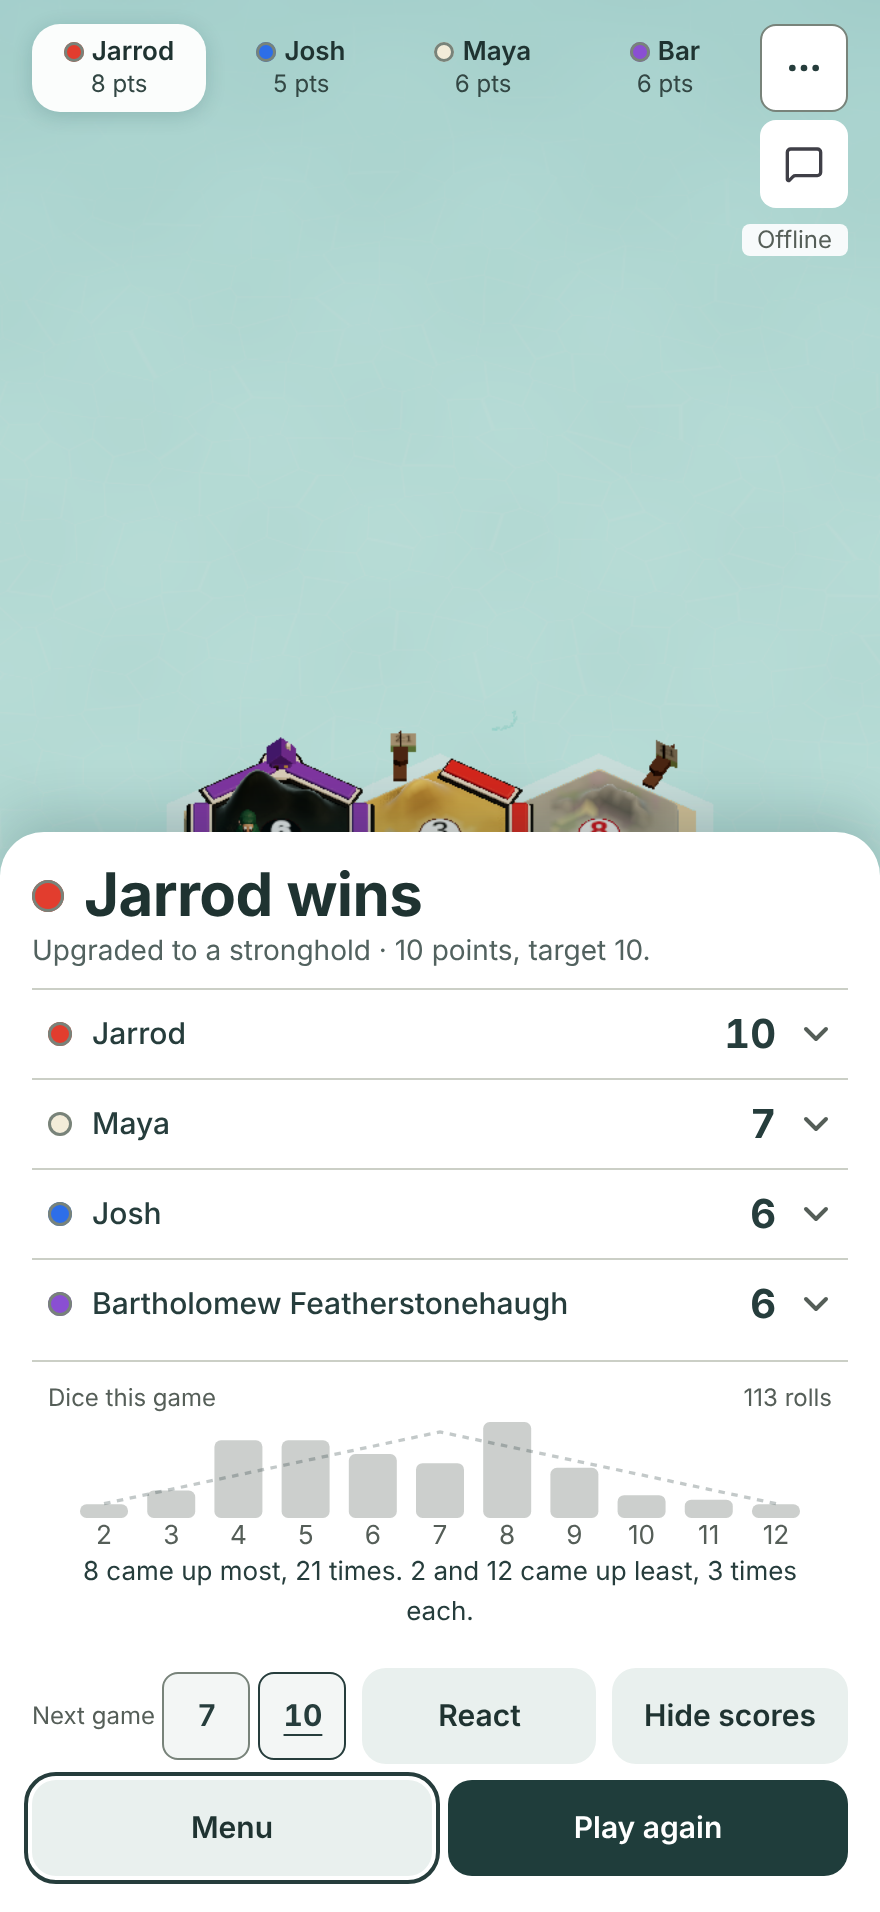 Jarrod
8 pts
Josh
5 pts
Maya
6 pts
Bar
6 pts
Offline
6
3
8
Jarrod wins
Upgraded to a stronghold · 10 points, target 10.
Jarrod 10
Maya 7
Josh 6
Bartholomew Featherstonehaugh 6
Dice this game 113 rolls
2 3 4 5 6 7 8 9 10 11 12
8 came up most, 21 times. 2 and 12 came up least, 3 times
each.
Next game 7 10 React Hide scores
Menu Play again